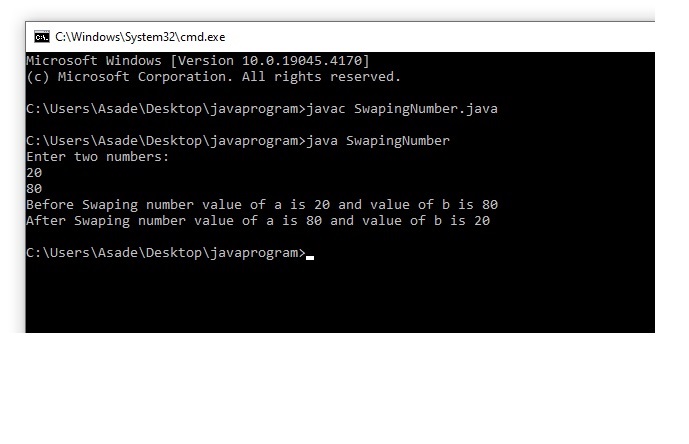 C:\Windows\System32\cmd.exe
Microsoft Windows [Version 10.0.19045.4170]
(c) Microsoft Corporation. All rights reserved.
C:\Users\Asade\Desktop\javaprogram>javac SwapingNumber.java
C:\Users\Asade\Desktop\javaprogram>java SwapingNumber
Enter two numbers:
20
80
Before Swaping number value of a is 20 and value of b is 80
After Swaping number value of a is 80 and value of b is 20
C:\Users\Asade\Desktop\javaprogram>